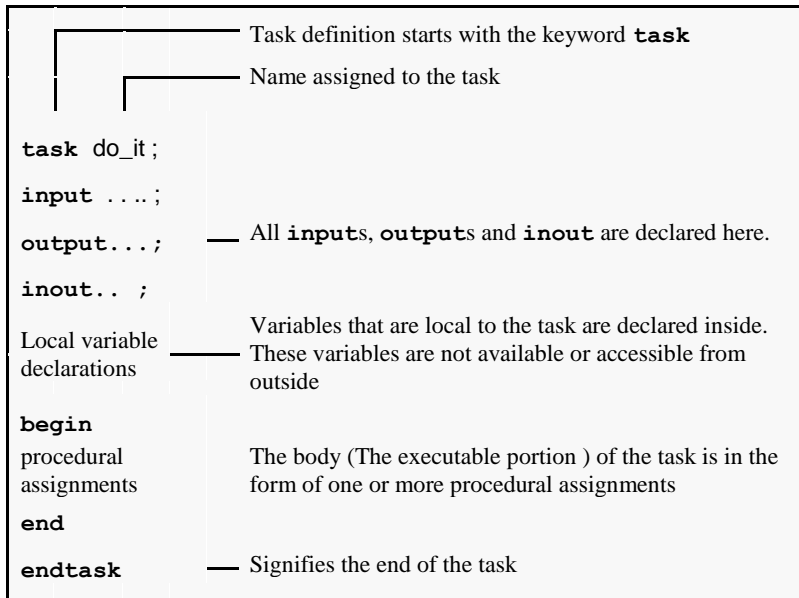 Task definition starts with the keyword task
Name assigned to the task
task do_it ;
input .... ;
output...;
All inputs, outputs and inout are declared here.
inout.. ;
Local variable
declarations
Variables that are local to the task are declared inside.
These variables are not available or accessible from
outside
begin
procedural
assignments
The body (The executable portion ) of the task is in the
form of one or more procedural assignments
end
endtask
Signifies the end of the task